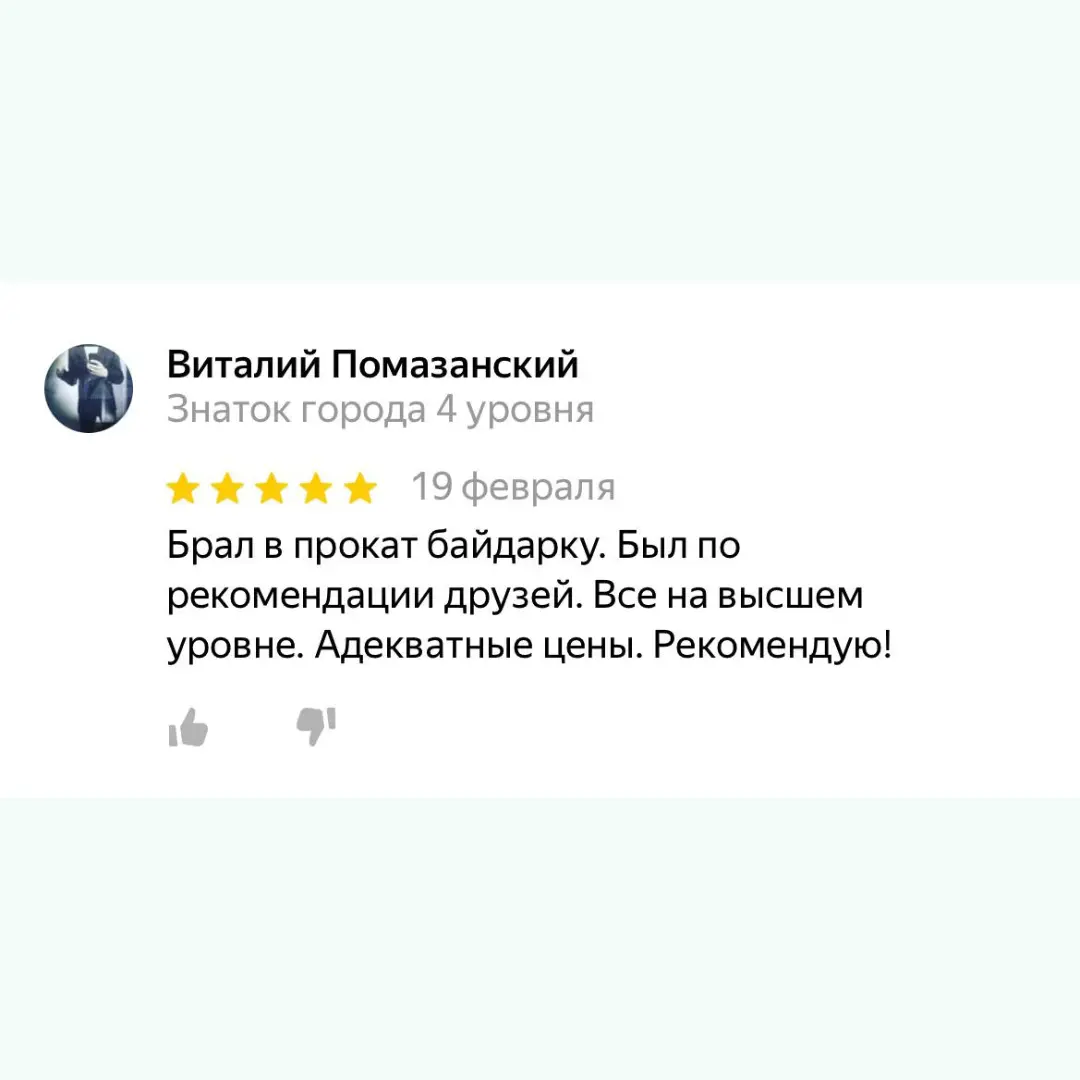 Виталий Помазанский
Знаток города 4 уровня
19 февраля
Брал в прокат байдарку. Был по
рекомендации друзей. Все на высшем
уровне. Адекватные цены. Рекомендую!